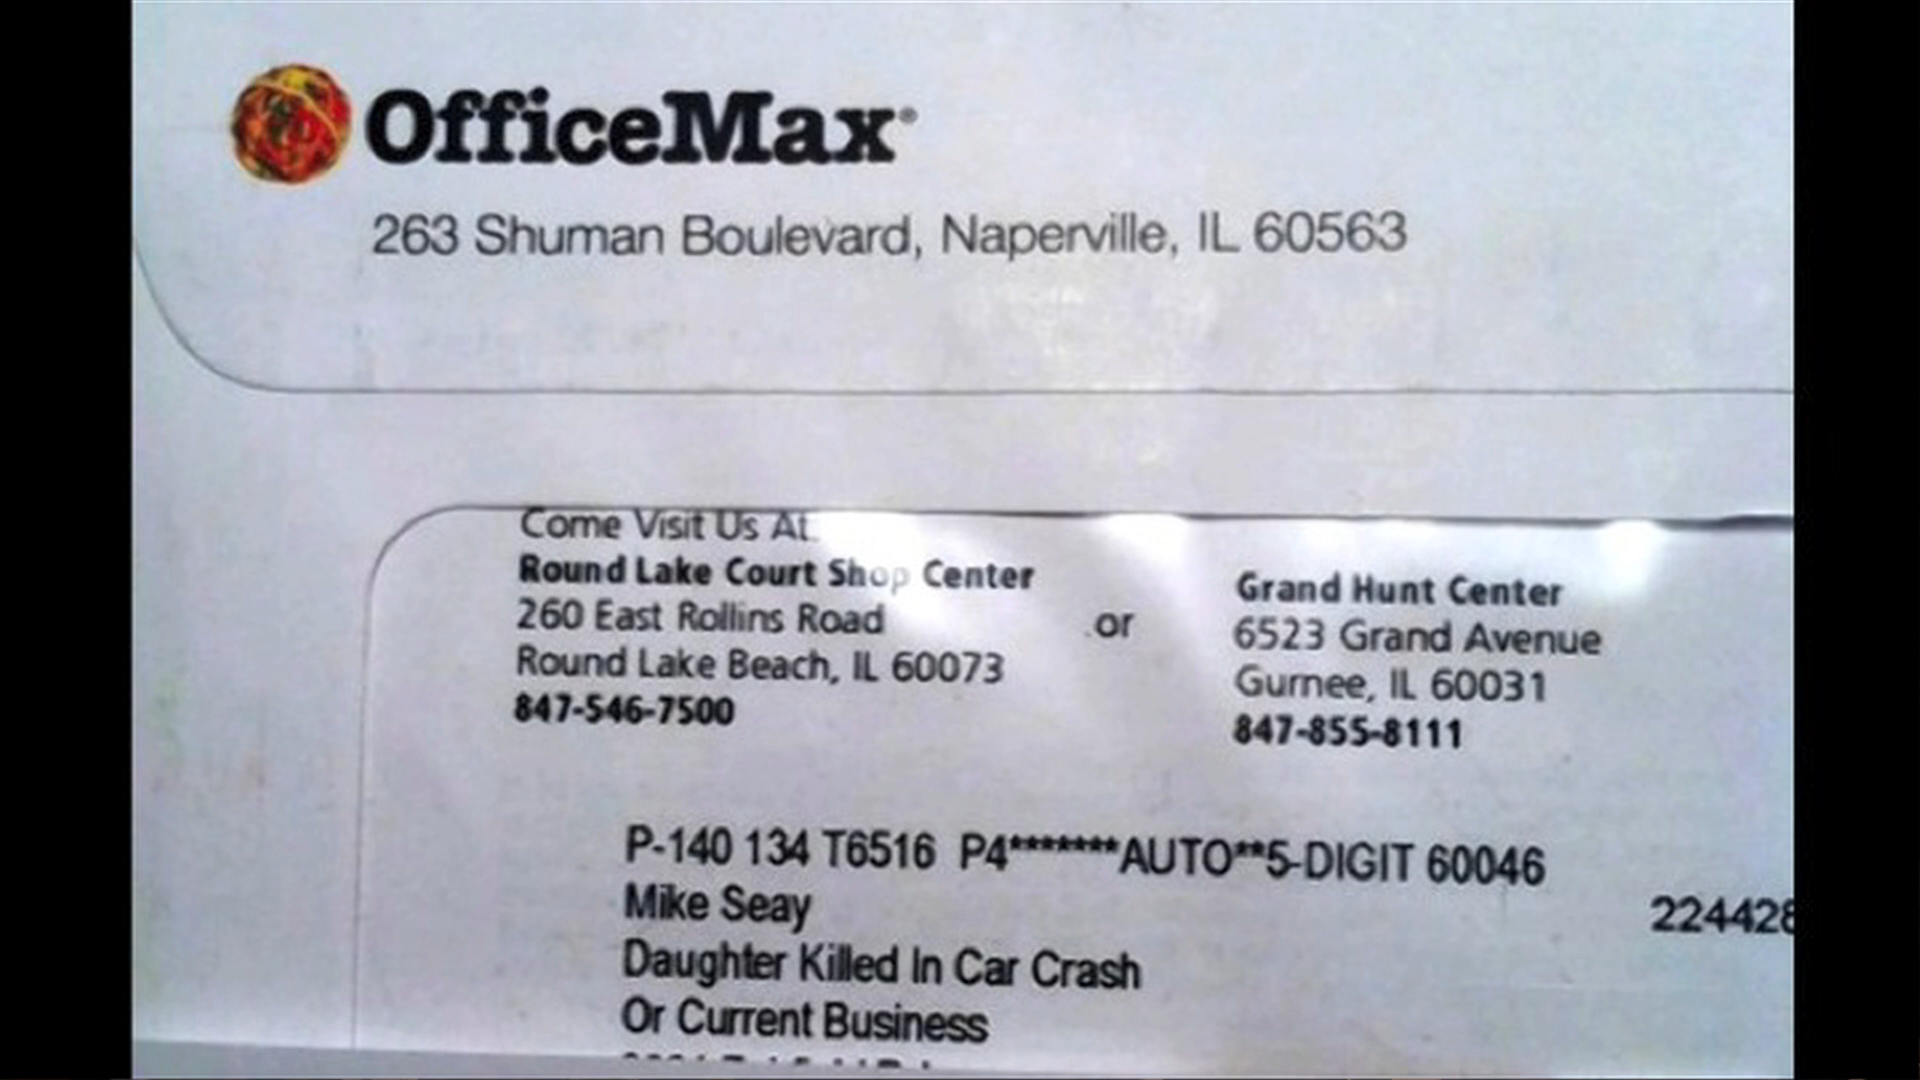 OfficeMax®
263 Shuman Boulevard, Naperville, IL 60563
Come Visit Us At
Round Lake Court Shop Center
260 East Rollins Road
Round Lake Beach, IL 60073
847-546-7500
or
Grand Hunt Center
6523 Grand Avenue
Gurnee, IL 60031
847-855-8111
P-140 134 T6516 P4*******AUTO**5-DIGIT 60046
224428
Mike Seay
Daughter Killed In Car Crash
Or Current Business